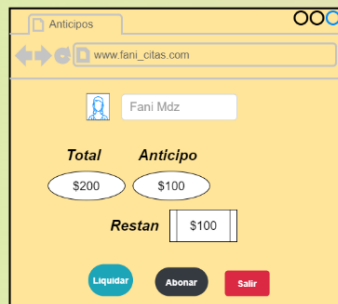 Anticipos
www.fani_citas.com
Fani Mdz
Total Anticipo
$200 $100
Restan $100
Liquidar Abonar Salir